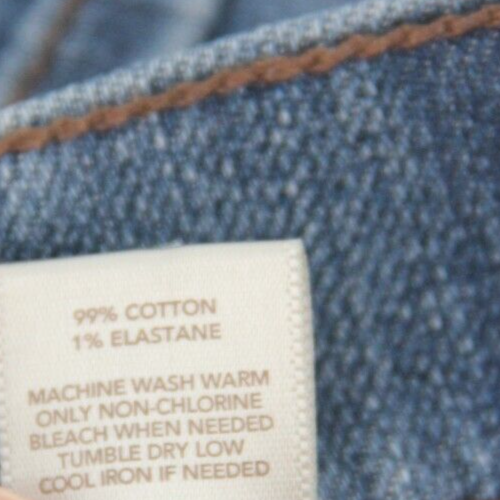 99% COTTON
1% ELASTANE
MACHINE WASH WARM
ONLY NON-CHLORINE
BLEACH WHEN NEEDED
TUMBLE DRY LOW
COOL IRON IF NEEDED